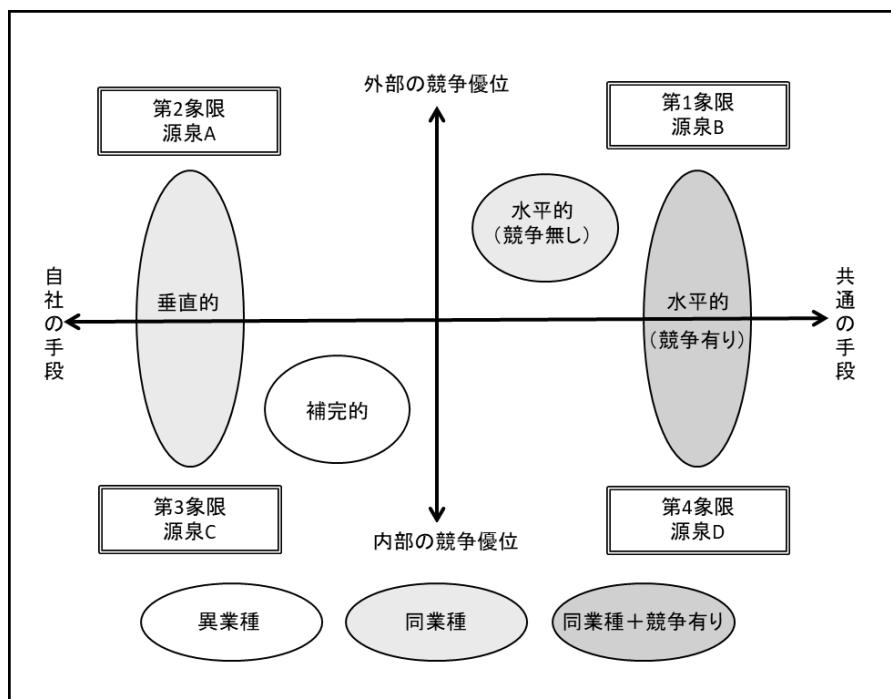 外部の競争優位
第2象限
源泉A
第1象限
源泉B
水平的
（競争無し）
自社の手段
垂直的
水平的
（競争有り）
共通の手段
補完的
第3象限
源泉C
第4象限
源泉D
内部の競争優位
異業種
同業種
同業種＋競争有り